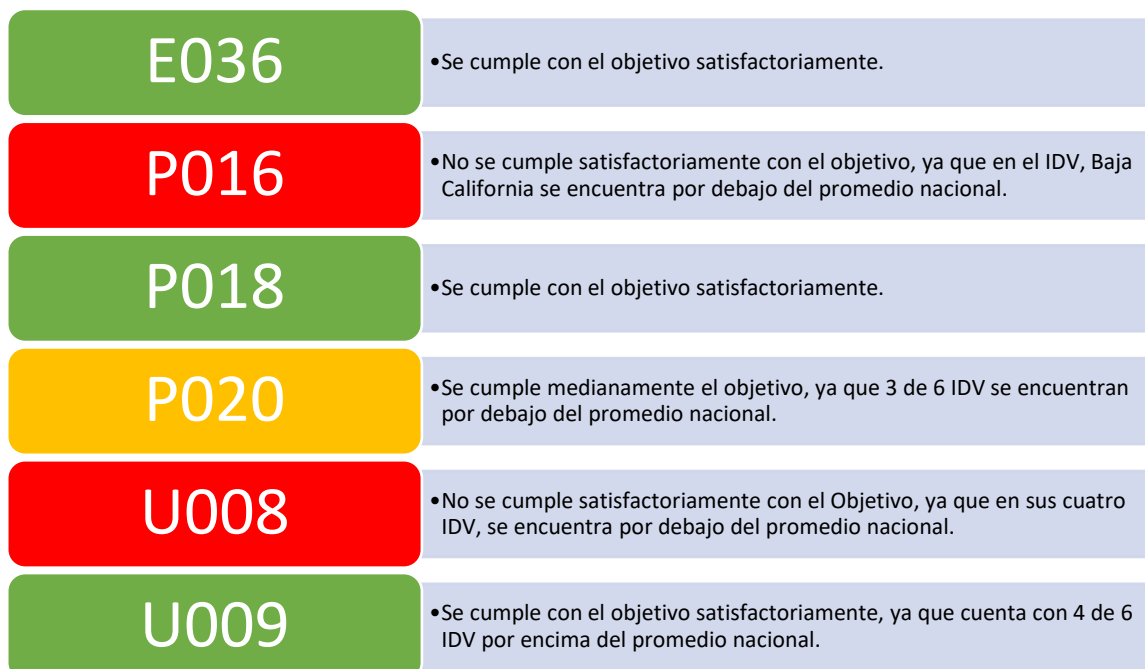 E036
•Se cumple con el objetivo satisfactoriamente.
P016
•No se cumple satisfactoriamente con el objetivo, ya que en el IDV, Baja
California se encuentra por debajo del promedio nacional.
P018
•Se cumple con el objetivo satisfactoriamente.
P020
•Se cumple medianamente el objetivo, ya que 3 de 6 IDV se encuentran
por debajo del promedio nacional.
U008
•No se cumple satisfactoriamente con el Objetivo, ya que en sus cuatro
IDV, se encuentra por debajo del promedio nacional.
U009
•Se cumple con el objetivo satisfactoriamente, ya que cuenta con 4 de 6
IDV por encima del promedio nacional.